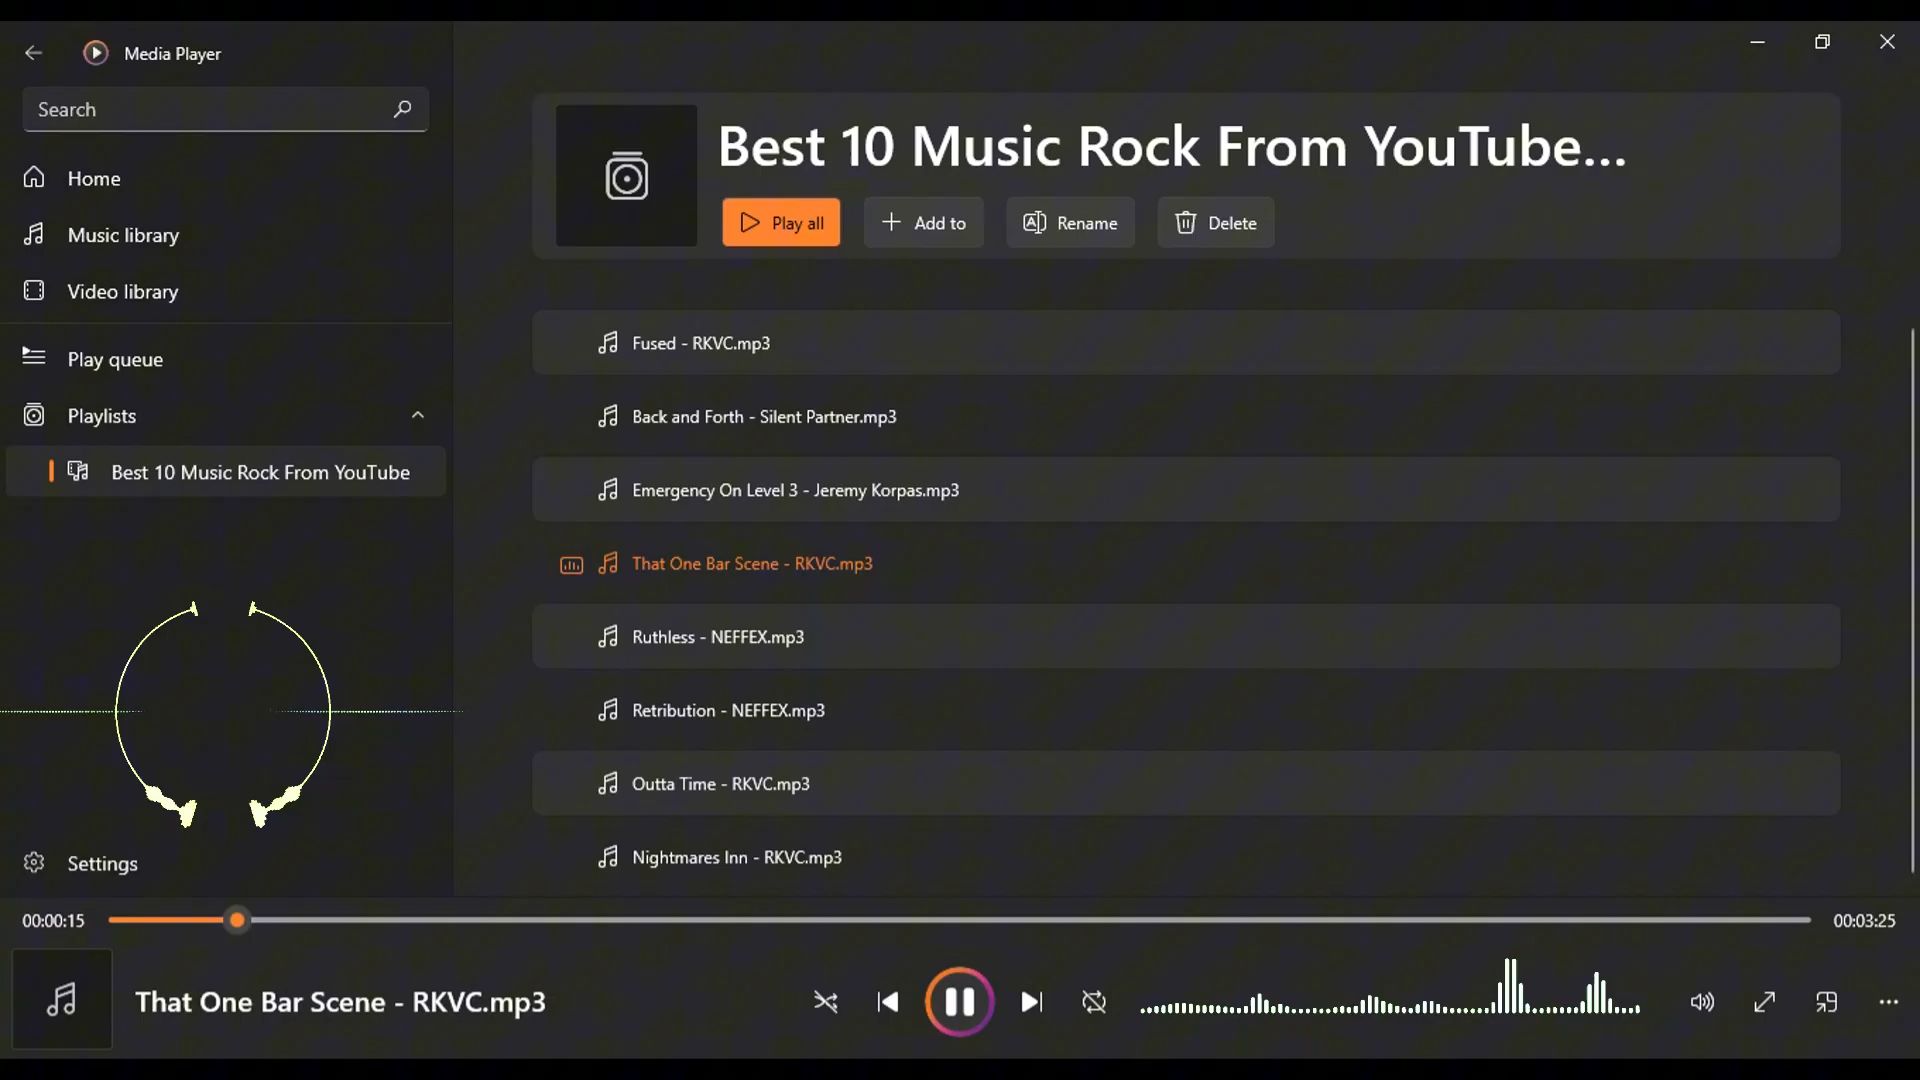 Media Player
Search
Home
Music library
Video library
Play queue
Playlists
Best 10 Music Rock From YouTube
Settings
Best 10 Music Rock From YouTube...
Play all
Add to
Rename
Delete
Fused - RKVC.mp3
Back and Forth - Silent Partner.mp3
Emergency On Level 3 - Jeremy Korpas.mp3
That One Bar Scene - RKVC.mp3
Ruthless - NEFFEX.mp3
Retribution - NEFFEX.mp3
Outta Time - RKVC.mp3
Nightmares Inn - RKVC.mp3
00:00:15
00:03:25
That One Bar Scene - RKVC.mp3